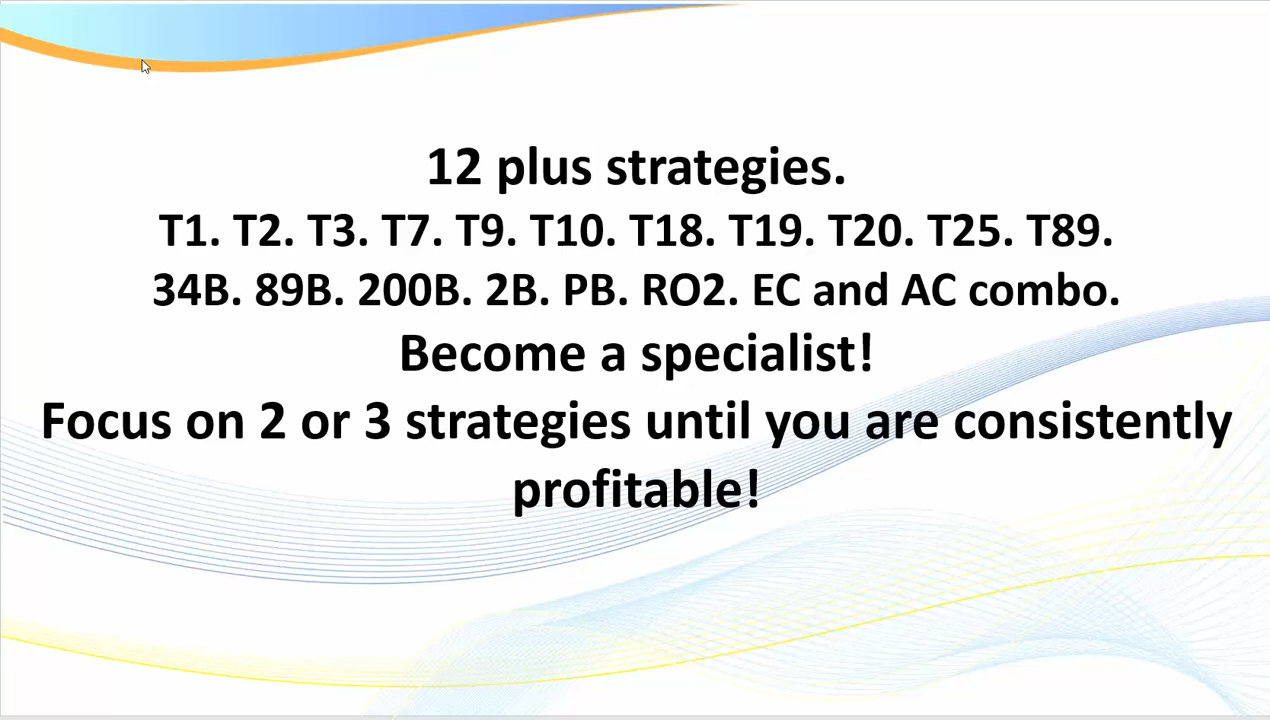 12 plus strategies.
T1. T2. T3. T7. T9. T10. T18. T19. T20. T25. T89.
34B. 89B. 200B. 2B. PB. RO2. EC and AC combo.
Become a specialist!
Focus on 2 or 3 strategies until you are consistently
profitable!